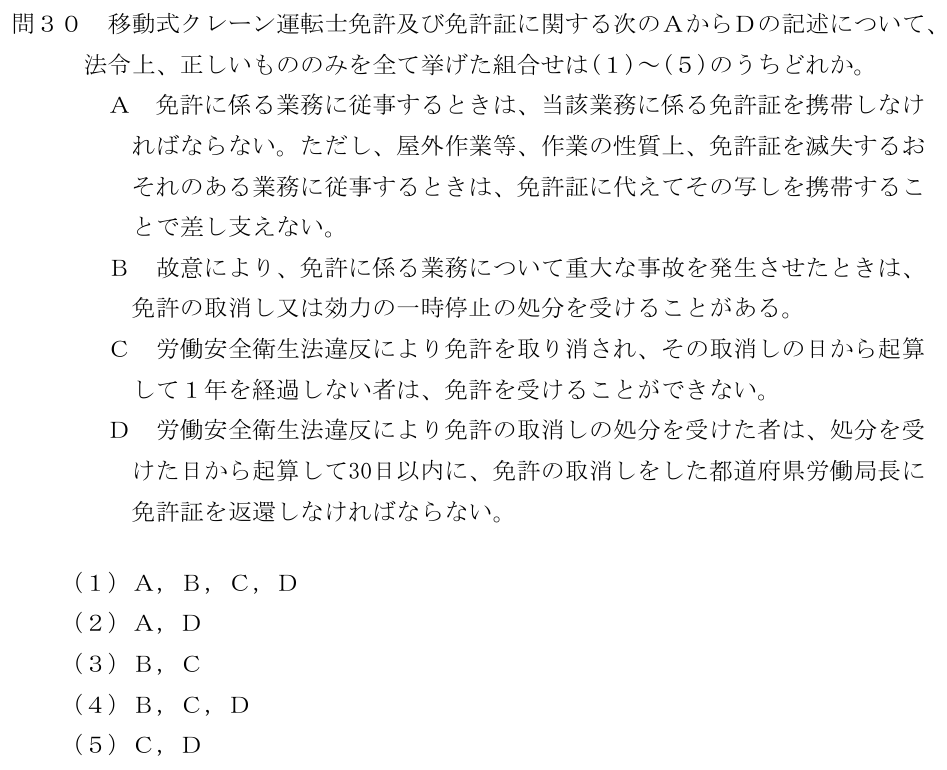 問３０　移動式クレーン運転士免許及び免許証に関する次のＡからＤの記述について、
法令上、正しいもののみを全て挙げた組合せは(１)～(５)のうちどれか。
Ａ　免許に係る業務に従事するときは、当該業務に係る免許証を携帯しなけ
ればならない。ただし、屋外作業等、作業の性質上、免許証を滅失するお
それのある業務に従事するときは、免許証に代えてその写しを携帯するこ
とで差し支えない。
Ｂ　故意により、免許に係る業務について重大な事故を発生させたときは、
免許の取消し又は効力の一時停止の処分を受けることがある。
Ｃ　労働安全衛生法違反により免許を取り消され、その取消しの日から起算
して１年を経過しない者は、免許を受けることができない。
Ｄ　労働安全衛生法違反により免許の取消しの処分を受けた者は、処分を受
けた日から起算して30日以内に、免許の取消しをした都道府県労働局長に
免許証を返還しなければならない。
（１）Ａ，Ｂ，Ｃ，Ｄ
（２）Ａ，Ｄ
（３）Ｂ，Ｃ
（４）Ｂ，Ｃ，Ｄ
（５）Ｃ，Ｄ